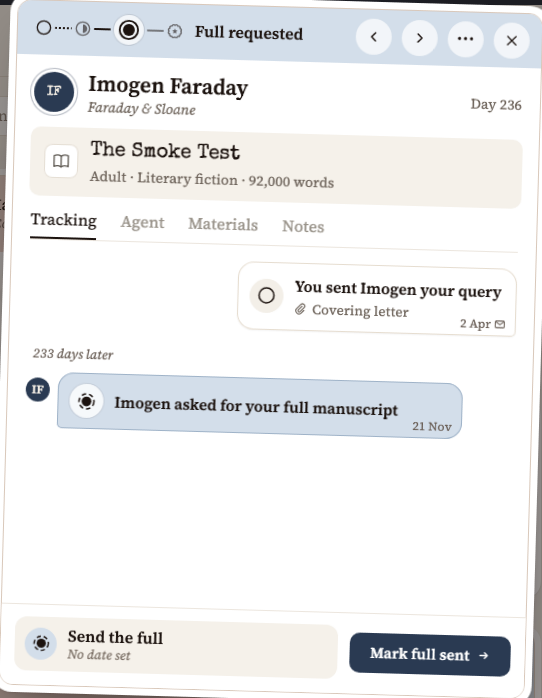 Full requested
IF
Imogen Faraday
Faraday & Sloane
Day 236
The Smoke Test
Adult · Literary fiction · 92,000 words
Tracking
Agent
Materials
Notes
You sent Imogen your query
Covering letter
2 Apr
233 days later
IF
Imogen asked for your full manuscript
21 Nov
Send the full
No date set
Mark full sent →